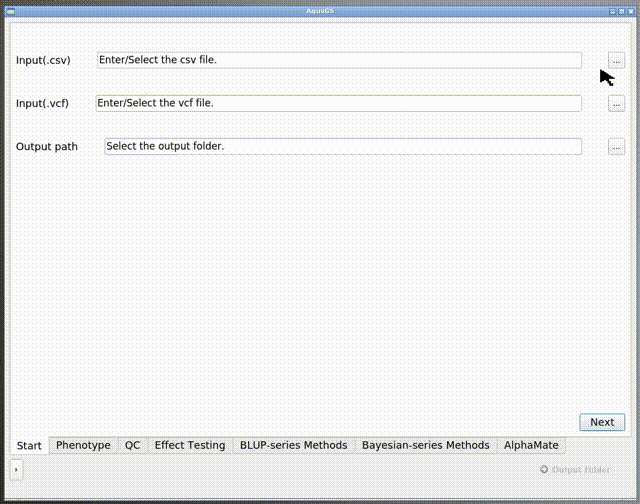 AquaGS
Input(.csv) Enter/Select the csv file. ...
Input(.vcf) Enter/Select the vcf file. ...
Output path Select the output folder. ...
Next
Start Phenotype QC Effect Testing BLUP-series Methods Bayesian-series Methods AlphaMate
Output Folder